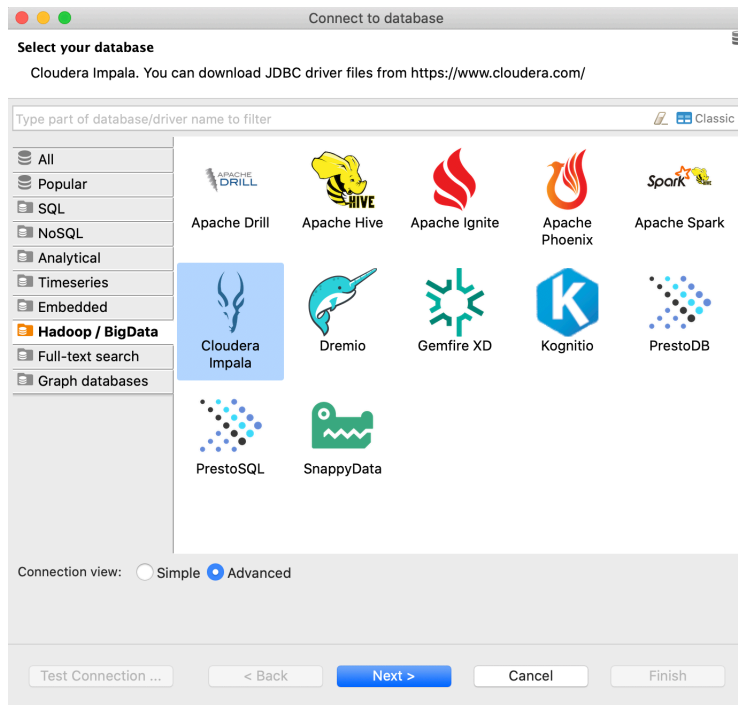 Connect to database
Select your database
Cloudera Impala. You can download JDBC driver files from https://www.cloudera.com/
Type part of database/driver name to filter
Classic
All
Popular
SQL
NoSQL
Analytical
Timeseries
Embedded
Hadoop / BigData
Full-text search
Graph databases
APACHE
DRILL
Apache Drill
HIVE
Apache Hive
Apache Ignite
Apache
Phoenix
Spark
HIVE
Apache Spark
Cloudera
Impala
Dremio
Gemfire XD
K
Kognitio
PrestoDB
PrestoSQL
SnappyData
Connection view:
Simple
Advanced
Test Connection ...
< Back
Next >
Cancel
Finish